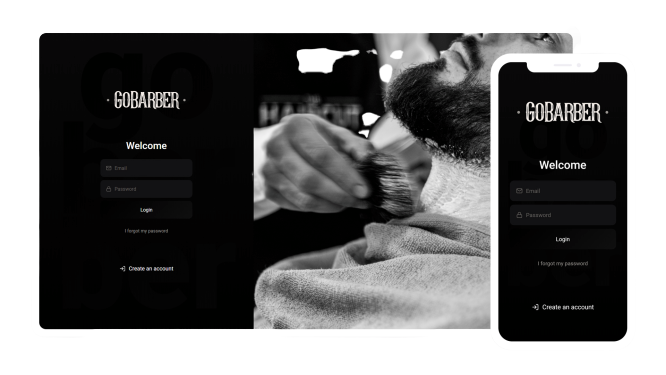 go
· GOBARBER ·
Welcome
Email
Password
Login
I forgot my password
Create an account
· GOBARBER ·
Welcome
Email
Password
Login
I forgot my password
Create an account